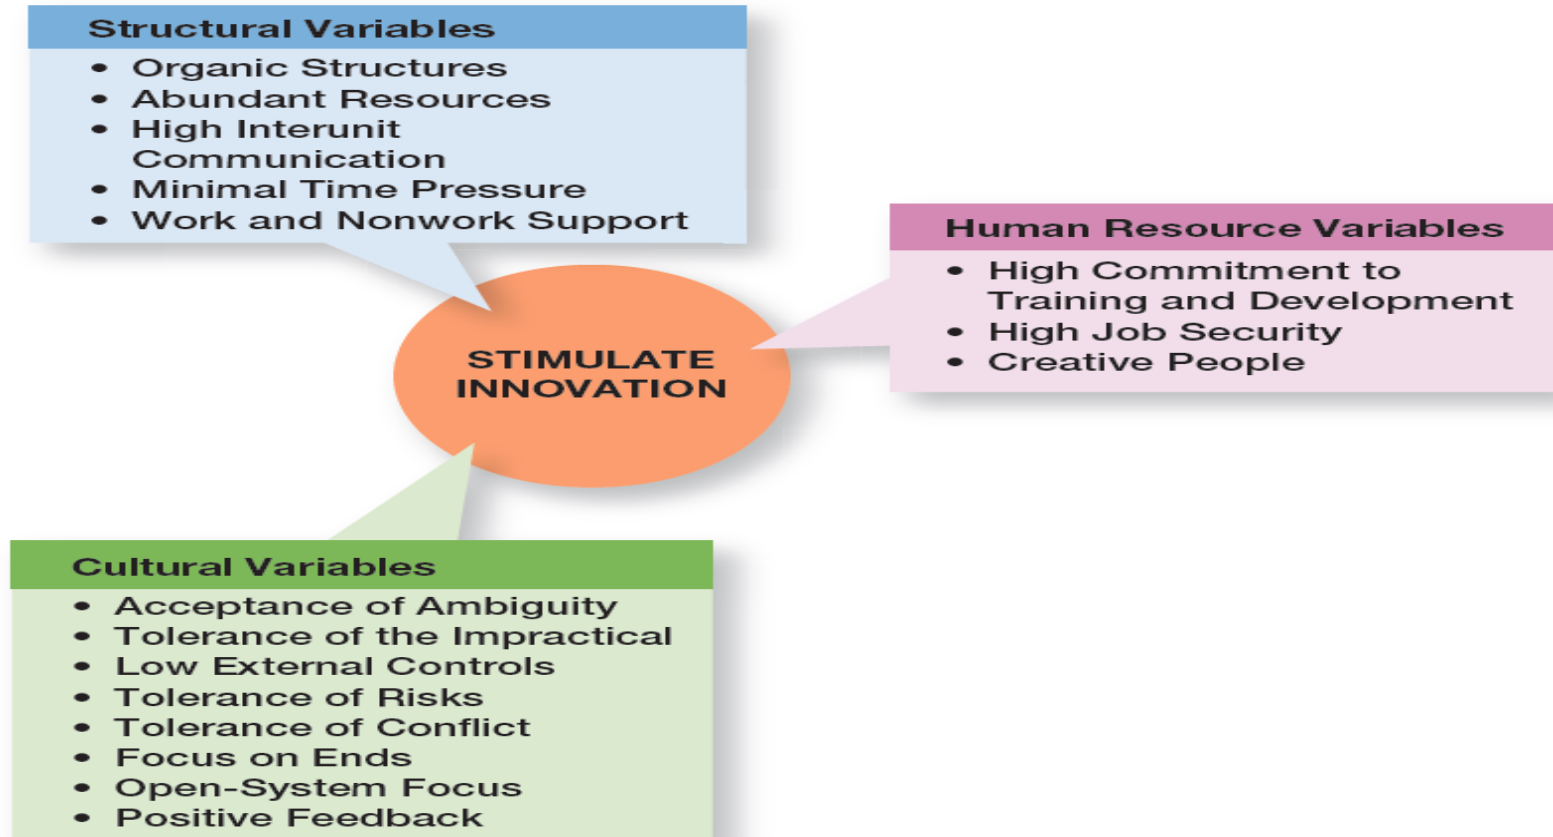 Structural Variables
• Organic Structures
• Abundant Resources
• High Interunit
Communication
• Minimal Time Pressure
• Work and Nonwork Support
Human Resource Variables
• High Commitment to
Training and Development
• High Job Security
• Creative People
STIMULATE
INNOVATION
Cultural Variables
• Acceptance of Ambiguity
• Tolerance of the Impractical
• Low External Controls
• Tolerance of Risks
• Tolerance of Conflict
• Focus on Ends
• Open-System Focus
• Positive Feedback